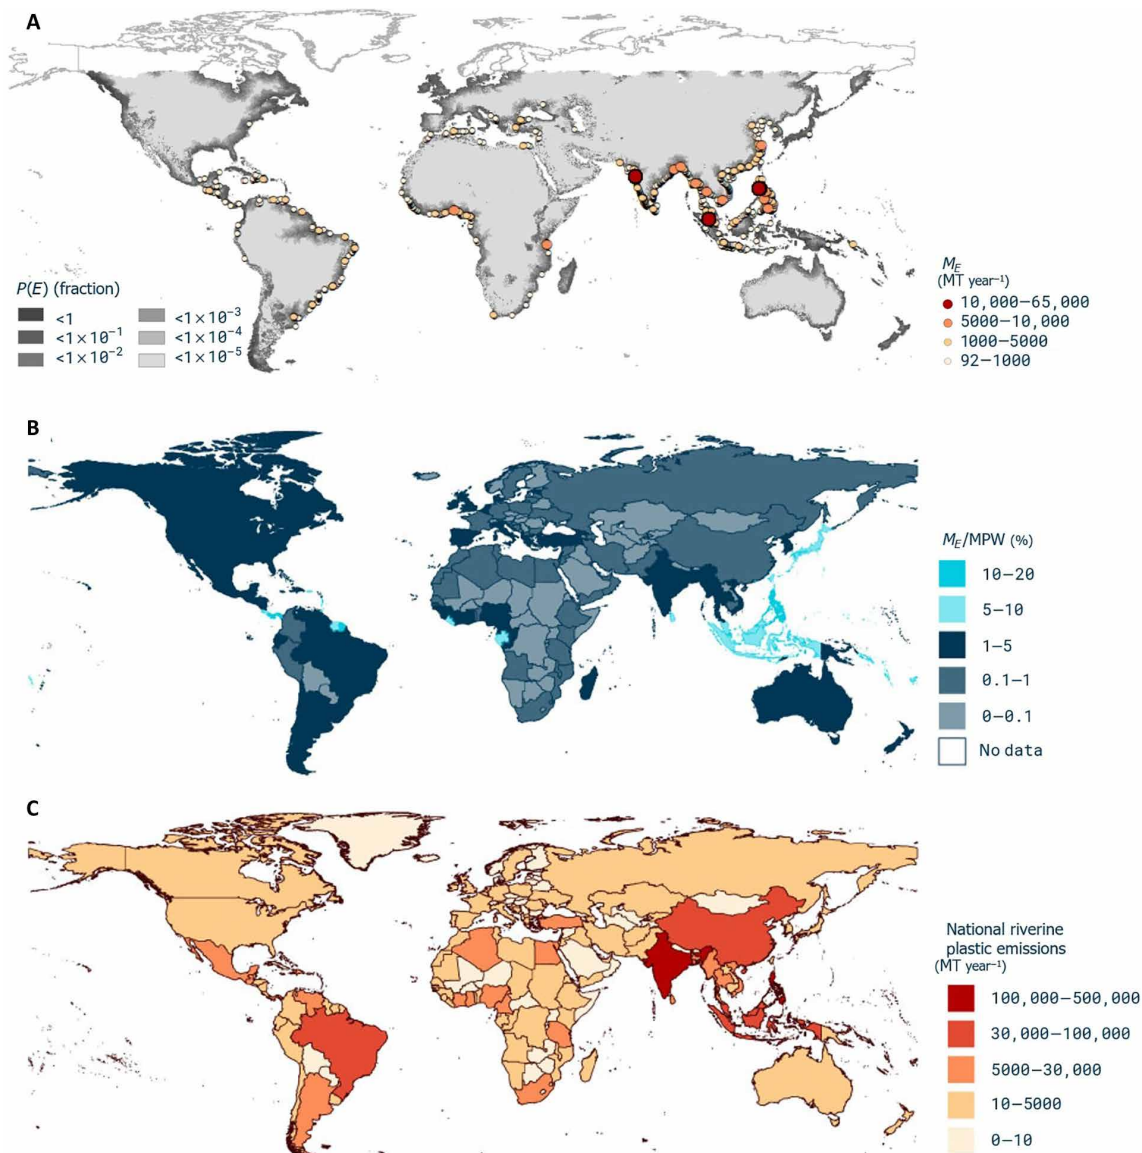 A
P(E) (fraction)
<1
<1×10⁻¹
<1×10⁻²
<1×10⁻³
<1×10⁻⁴
<1×10⁻⁵
M_E
(MT year⁻¹)
10,000–65,000
5000–10,000
1000–5000
92–1000
B
M_E/MPW (%)
10–20
5–10
1–5
0.1–1
0–0.1
No data
C
National riverine
plastic emissions
(MT year⁻¹)
100,000–500,000
30,000–100,000
5000–30,000
10–5000
0–10